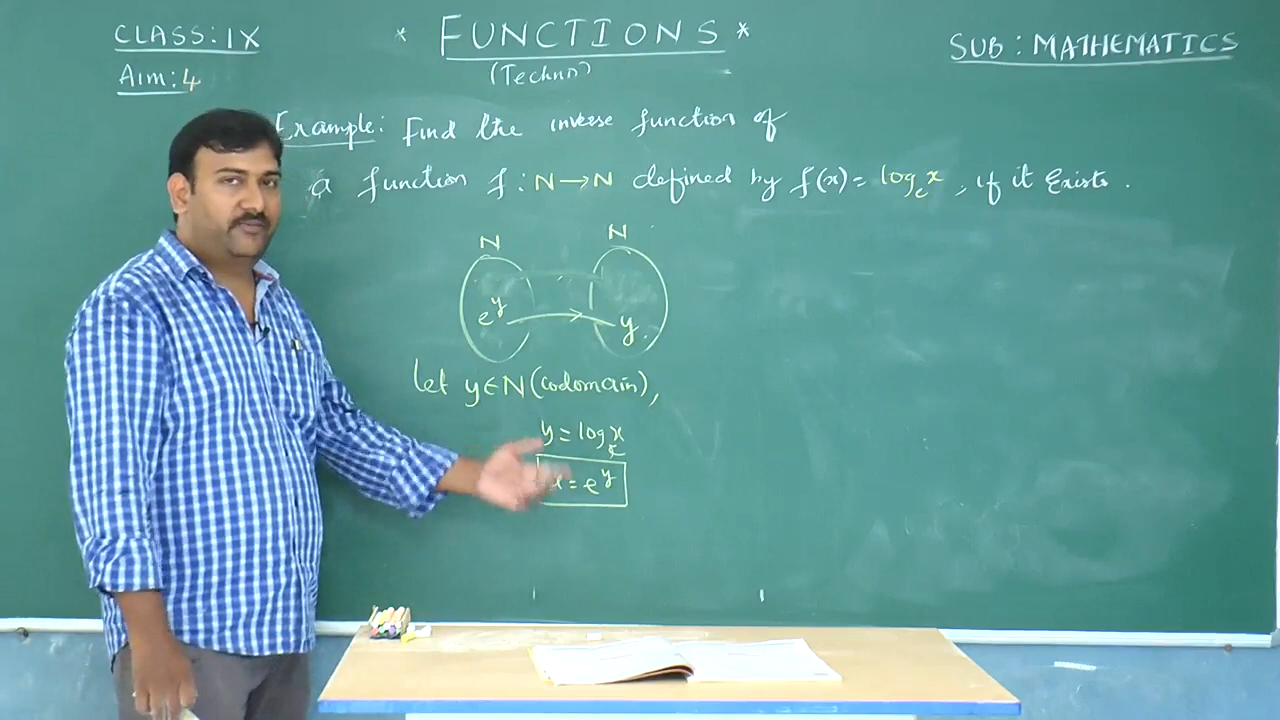 CLASS: IX
* FUNCTIONS *
SUB : MATHEMATICS
Aim: 4
(Techno)
Example: Find the inverse function of
a function f : N → N defined by f(x) = logₑx, if it Exists.
N N
eʸ y.
Let y ∈ N (codomain),
y = logₑx
x = eʸ